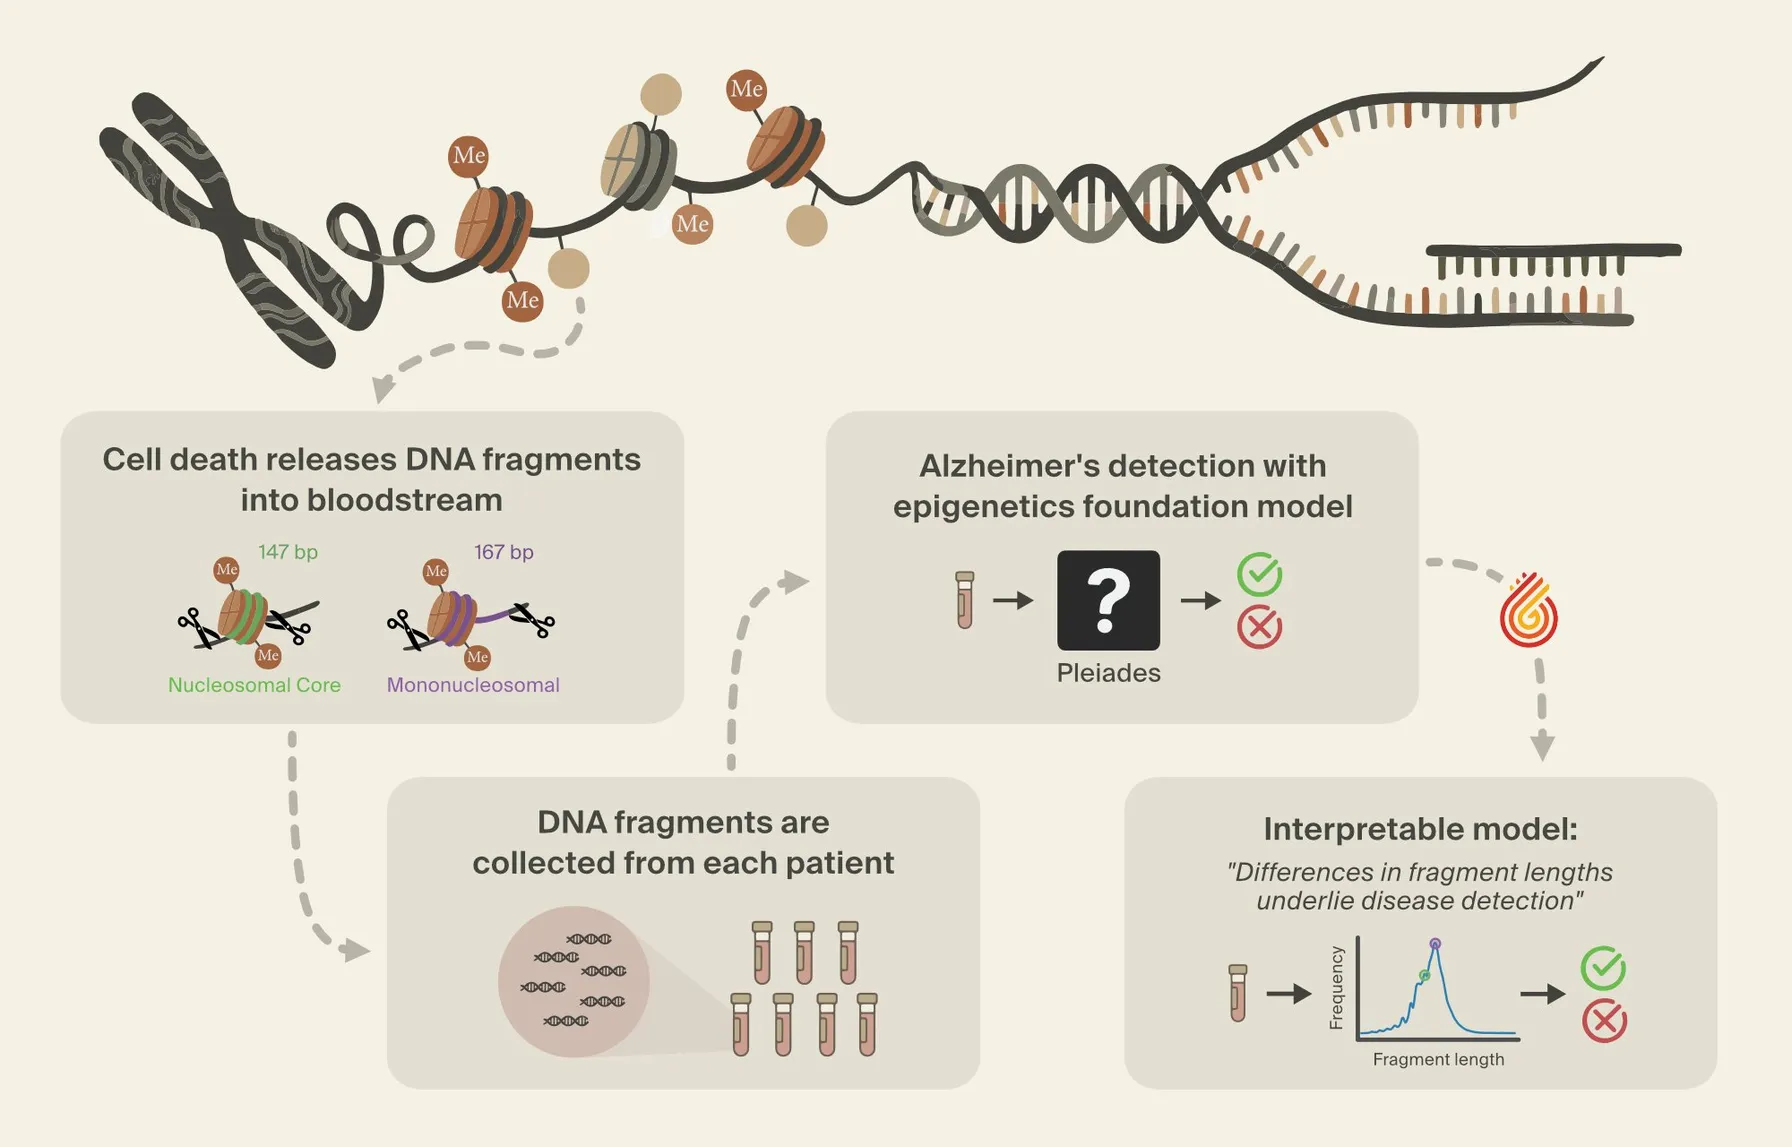 Me
Me
Me
Me
Cell death releases DNA fragments
into bloodstream
147 bp
167 bp
Me
Me
Me
Me
Nucleosomal Core
Mononucleosomal
DNA fragments are
collected from each patient
Alzheimer's detection with
epigenetics foundation model
?
Pleiades
Interpretable model:
"Differences in fragment lengths
underlie disease detection"
Frequency
Fragment length